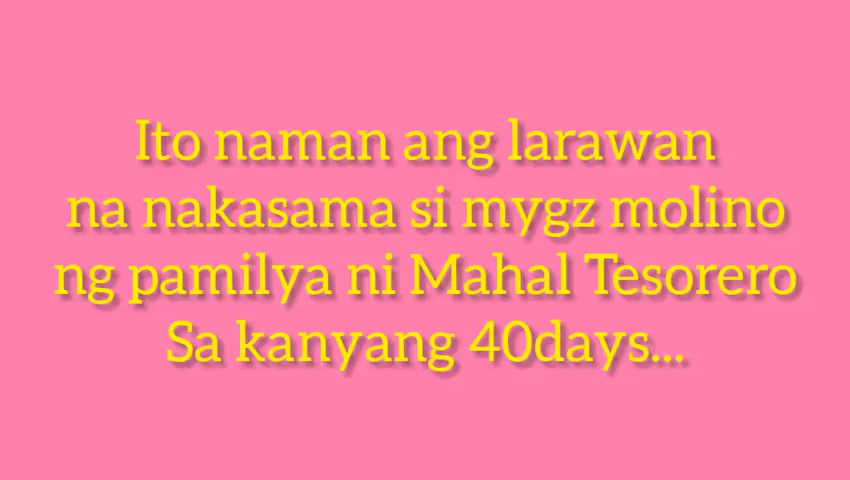 Ito naman ang larawan
na nakasama si mygz molino
ng pamilya ni Mahal Tesorero
Sa kanyang 40days...